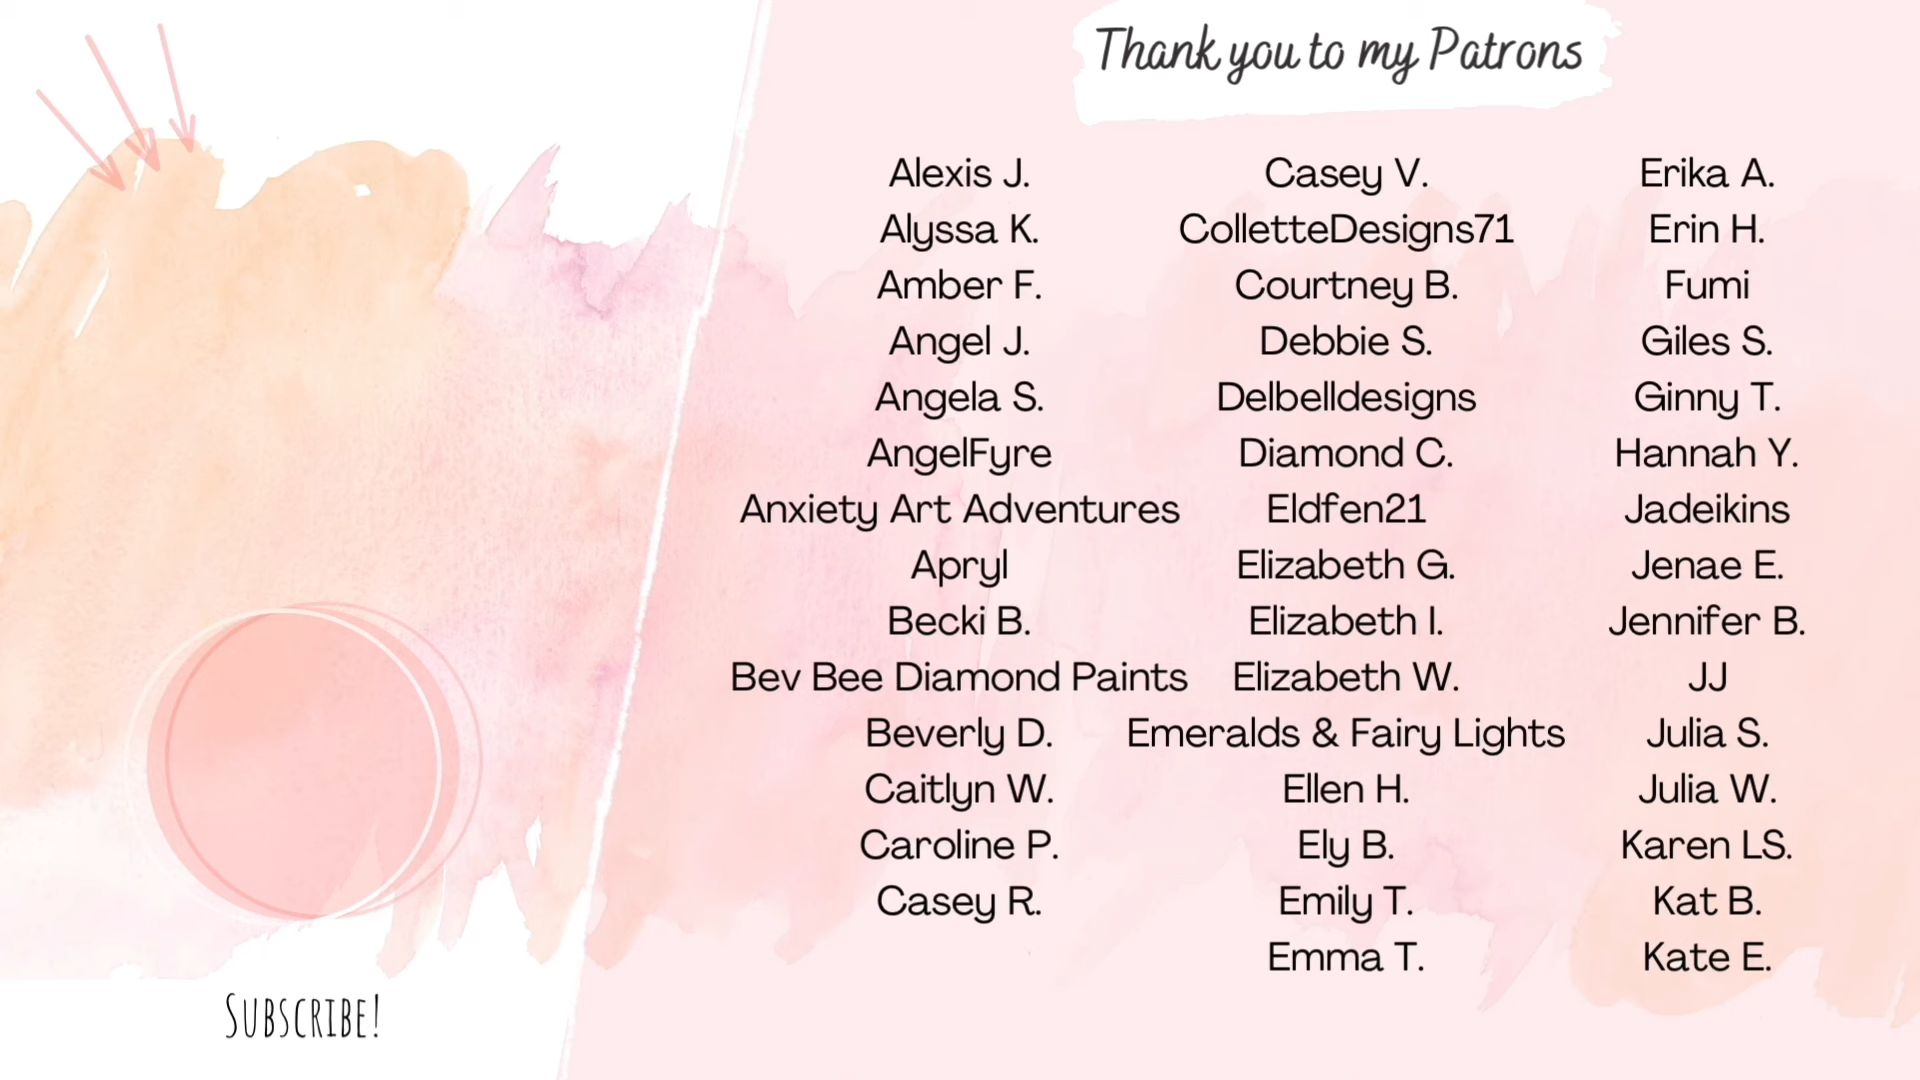 Thank you to my Patrons
Alexis J.
Alyssa K.
Amber F.
Angel J.
Angela S.
AngelFyre
Anxiety Art Adventures
Apryl
Becki B.
Bev Bee Diamond Paints
Beverly D.
Caitlyn W.
Caroline P.
Casey R.
Casey V.
ColletteDesigns71
Courtney B.
Debbie S.
Delbelldesigns
Diamond C.
Eldfen21
Elizabeth G.
Elizabeth I.
Elizabeth W.
Emeralds & Fairy Lights
Ellen H.
Ely B.
Emily T.
Emma T.
Erika A.
Erin H.
Fumi
Giles S.
Ginny T.
Hannah Y.
Jadeikins
Jenae E.
Jennifer B.
JJ
Julia S.
Julia W.
Karen LS.
Kat B.
Kate E.
Subscribe!